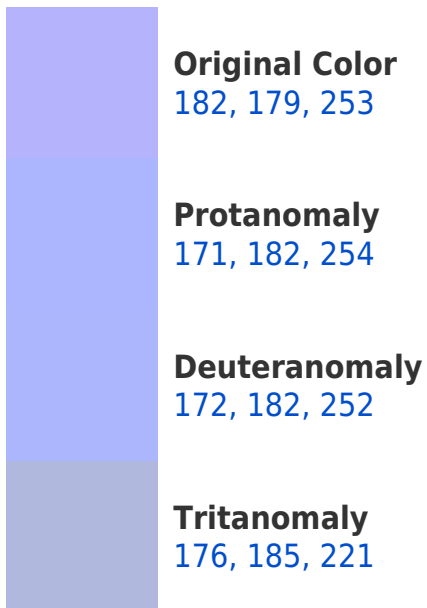 Original Color
182, 179, 253
Protanomaly
171, 182, 254
Deuteranomaly
172, 182, 252
Tritanomaly
176, 185, 221